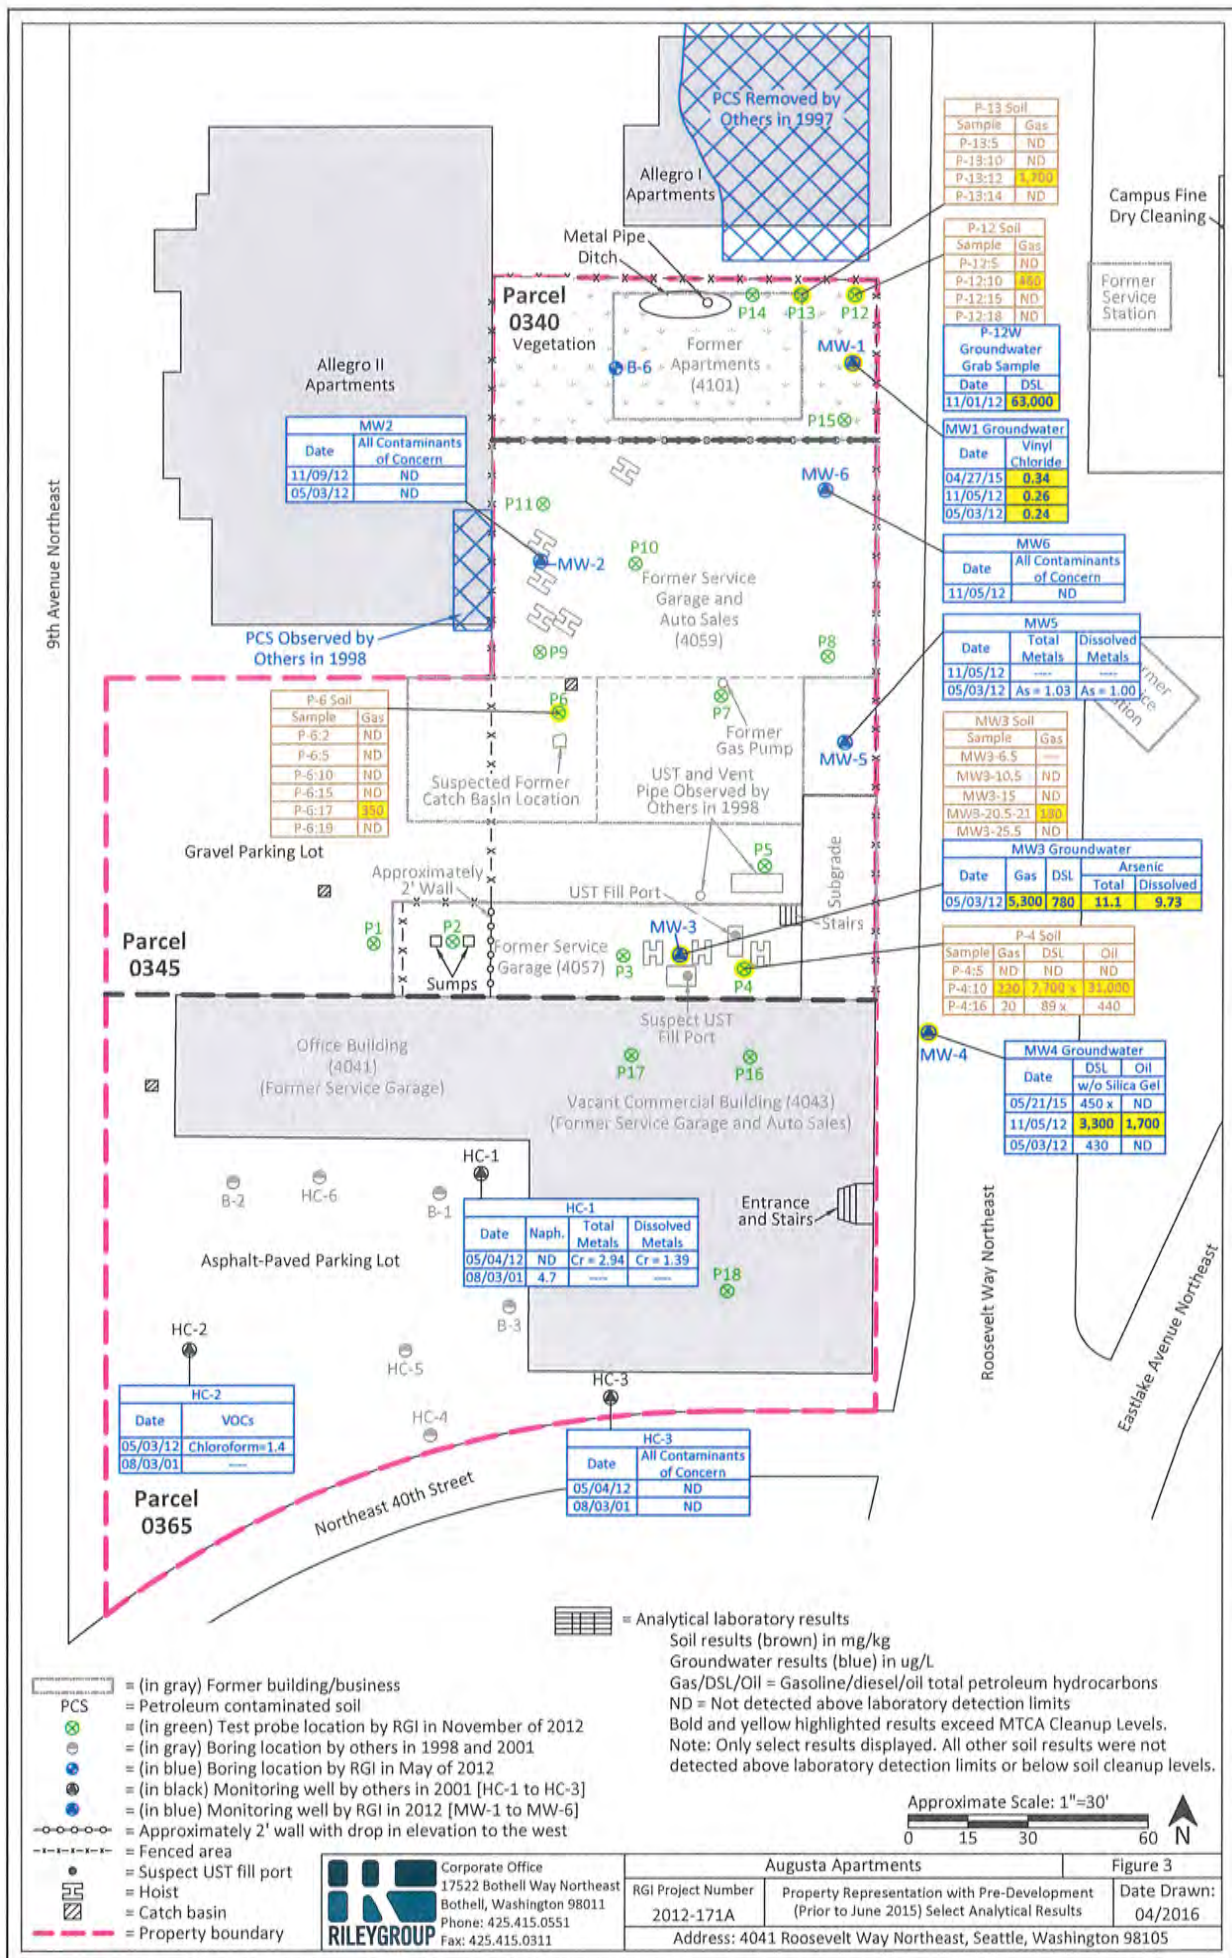 PCS Removed by
Others in 1997
Allegro I
Apartments
P-13 Soil
Sample Gas
P-13:5 ND
P-13:10 ND
P-13:12 1,700
P-13:14 ND
Campus Fine
Dry Cleaning
P-12 Soil
Sample Gas
P-12:5 ND
P-12:10 460
P-12:15 ND
P-12:18 ND
Former
Service
Station
P-12W
Groundwater
Grab Sample
Date DSL
11/01/12 63,000
Metal Pipe
Ditch
Parcel
0340
Vegetation
P14
P13
P12
Former
Apartments
(4101)
MW-1
B-6
P15
Allegro II
Apartments
MW2
Date All Contaminants
of Concern
11/09/12 ND
05/03/12 ND
MW1 Groundwater
Date Vinyl
Chloride
04/27/15 0.34
11/05/12 0.26
05/03/12 0.24
9th Avenue Northeast
MW-6
P11
P10
MW-2
Former Service
Garage and
Auto Sales
(4059)
MW6
Date All Contaminants
of Concern
11/05/12 ND
PCS Observed by
Others in 1998
P9
P8
MW5
Date Total
Metals Dissolved
Metals
11/05/12 ---- ----
05/03/12 As = 1.03 As = 1.00
P-6 Soil
Sample Gas
P-6:2 ND
P-6:5 ND
P-6:10 ND
P-6:15 ND
P-6:17 350
P-6:19 ND
P6
P7
Former
Gas Pump
MW-5
Suspected Former
Catch Basin Location
UST and Vent
Pipe Observed by
Others in 1998
MW3 Soil
Sample Gas
MW3-6.5 ----
MW3-10.5 ND
MW3-15 ND
MW3-20.5-21 130
MW3-25.5 ND
Gravel Parking Lot
P5
MW3 Groundwater
Date Gas DSL Arsenic
Total Dissolved
05/03/12 5,300 780 11.1 9.73
Approximately
2' Wall
UST Fill Port
Subgrade
Stairs
Parcel
0345
P1
P2
Sumps
Former Service
Garage (4057)
P3
MW-3
P4
P-4 Soil
Sample Gas DSL Oil
P-4:5 ND ND ND
P-4:10 220 7,700 x 31,000
P-4:16 20 89 x 440
Suspect UST
Fill Port
MW-4
Office Building
(4041)
(Former Service Garage)
P17
P16
Vacant Commercial Building (4043)
(Former Service Garage and Auto Sales)
MW4 Groundwater
Date DSL Oil
w/o Silica Gel
05/21/15 450 x ND
11/05/12 3,300 1,700
05/03/12 430 ND
HC-1
B-2
HC-6
B-1
HC-1
Date Naph. Total
Metals Dissolved
Metals
05/04/12 ND Cr = 2.94 Cr = 1.39
08/03/01 4.7 ---- ----
Entrance
and Stairs
Roosevelt Way Northeast
Eastlake Avenue Northeast
Asphalt-Paved Parking Lot
P18
B-3
HC-2
HC-5
HC-3
HC-4
HC-2
Date VOCs
05/03/12 Chloroform=1.4
08/03/01 ----
HC-3
Date All Contaminants
of Concern
05/04/12 ND
08/03/01 ND
Parcel
0365
Northeast 40th Street
= Analytical laboratory results
Soil results (brown) in mg/kg
Groundwater results (blue) in ug/L
Gas/DSL/Oil = Gasoline/diesel/oil total petroleum hydrocarbons
ND = Not detected above laboratory detection limits
Bold and yellow highlighted results exceed MTCA Cleanup Levels.
Note: Only select results displayed. All other soil results were not
detected above laboratory detection limits or below soil cleanup levels.
= (in gray) Former building/business
PCS = Petroleum contaminated soil
= (in green) Test probe location by RGI in November of 2012
= (in gray) Boring location by others in 1998 and 2001
= (in blue) Boring location by RGI in May of 2012
= (in black) Monitoring well by others in 2001 [HC-1 to HC-3]
= (in blue) Monitoring well by RGI in 2012 [MW-1 to MW-6]
= Approximately 2' wall with drop in elevation to the west
= Fenced area
= Suspect UST fill port
= Hoist
= Catch basin
= Property boundary
Approximate Scale: 1"=30'
0 15 30 60 N
RILEYGROUP
Corporate Office
17522 Bothell Way Northeast
Bothell, Washington 98011
Phone: 425.415.0551
Fax: 425.415.0311
Augusta Apartments
Figure 3
RGI Project Number
2012-171A
Property Representation with Pre-Development
(Prior to June 2015) Select Analytical Results
Date Drawn:
04/2016
Address: 4041 Roosevelt Way Northeast, Seattle, Washington 98105